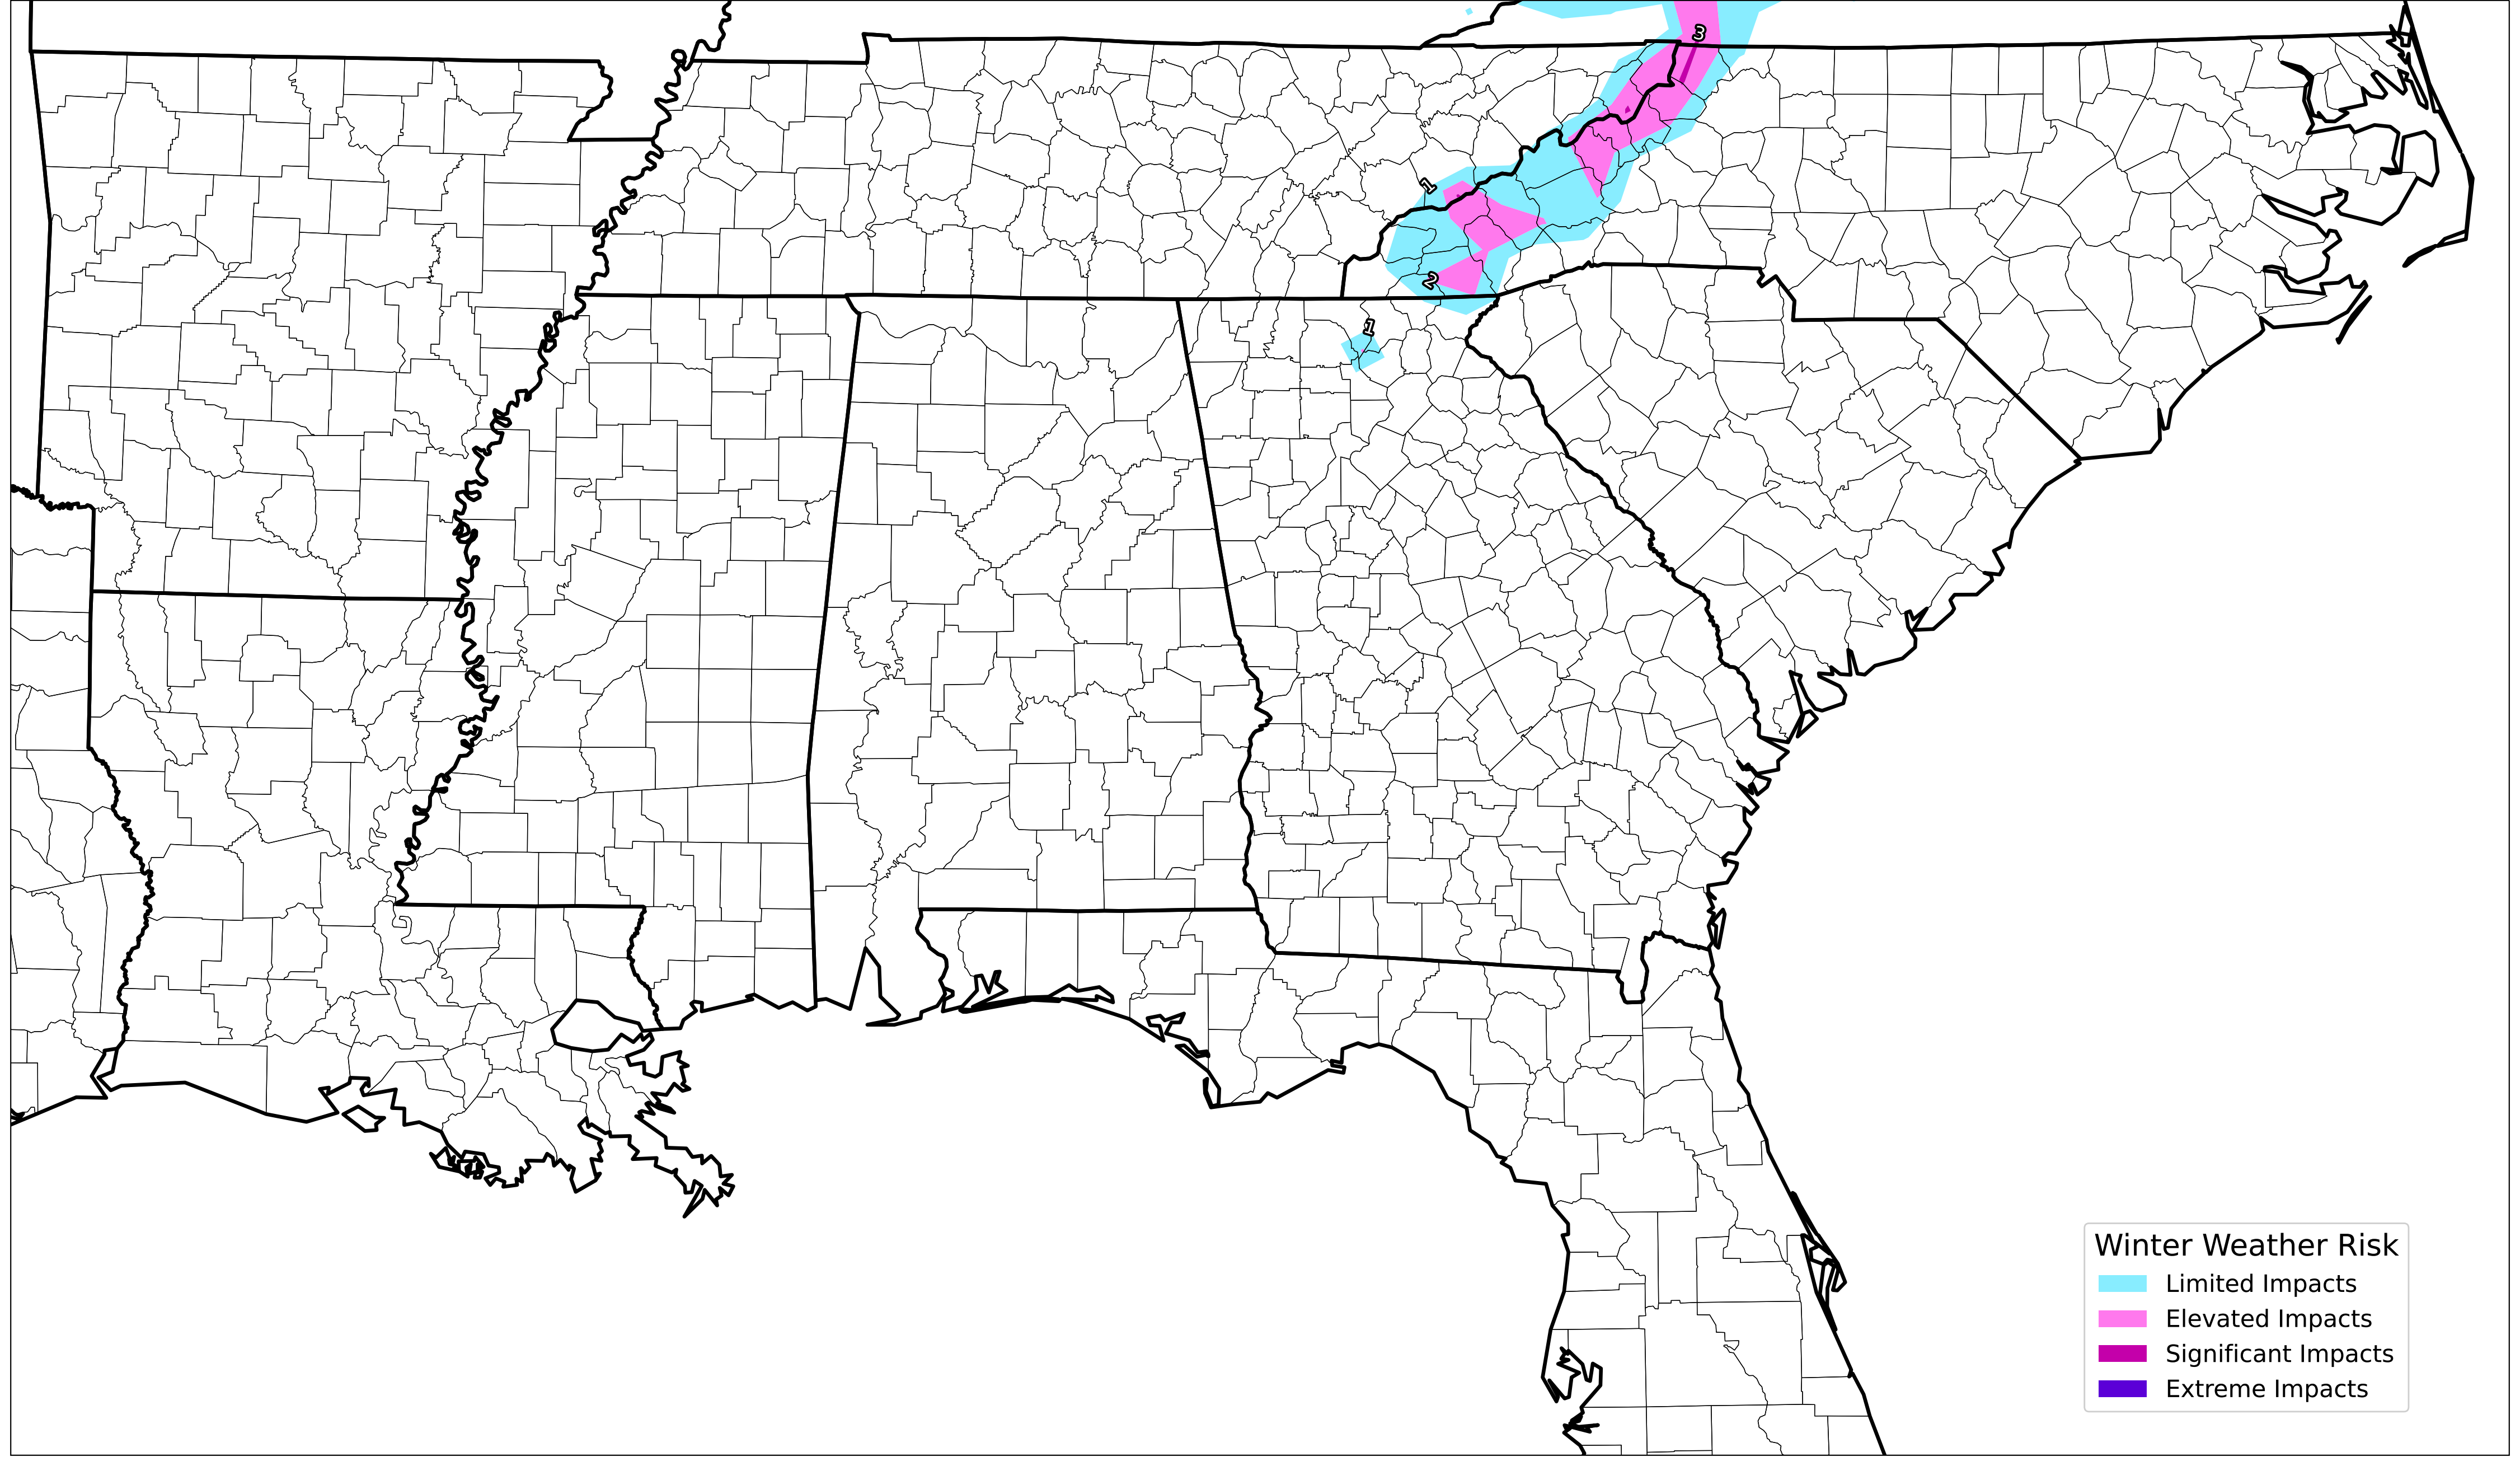 3
1
2
1
Winter Weather Risk
Limited Impacts
Elevated Impacts
Significant Impacts
Extreme Impacts